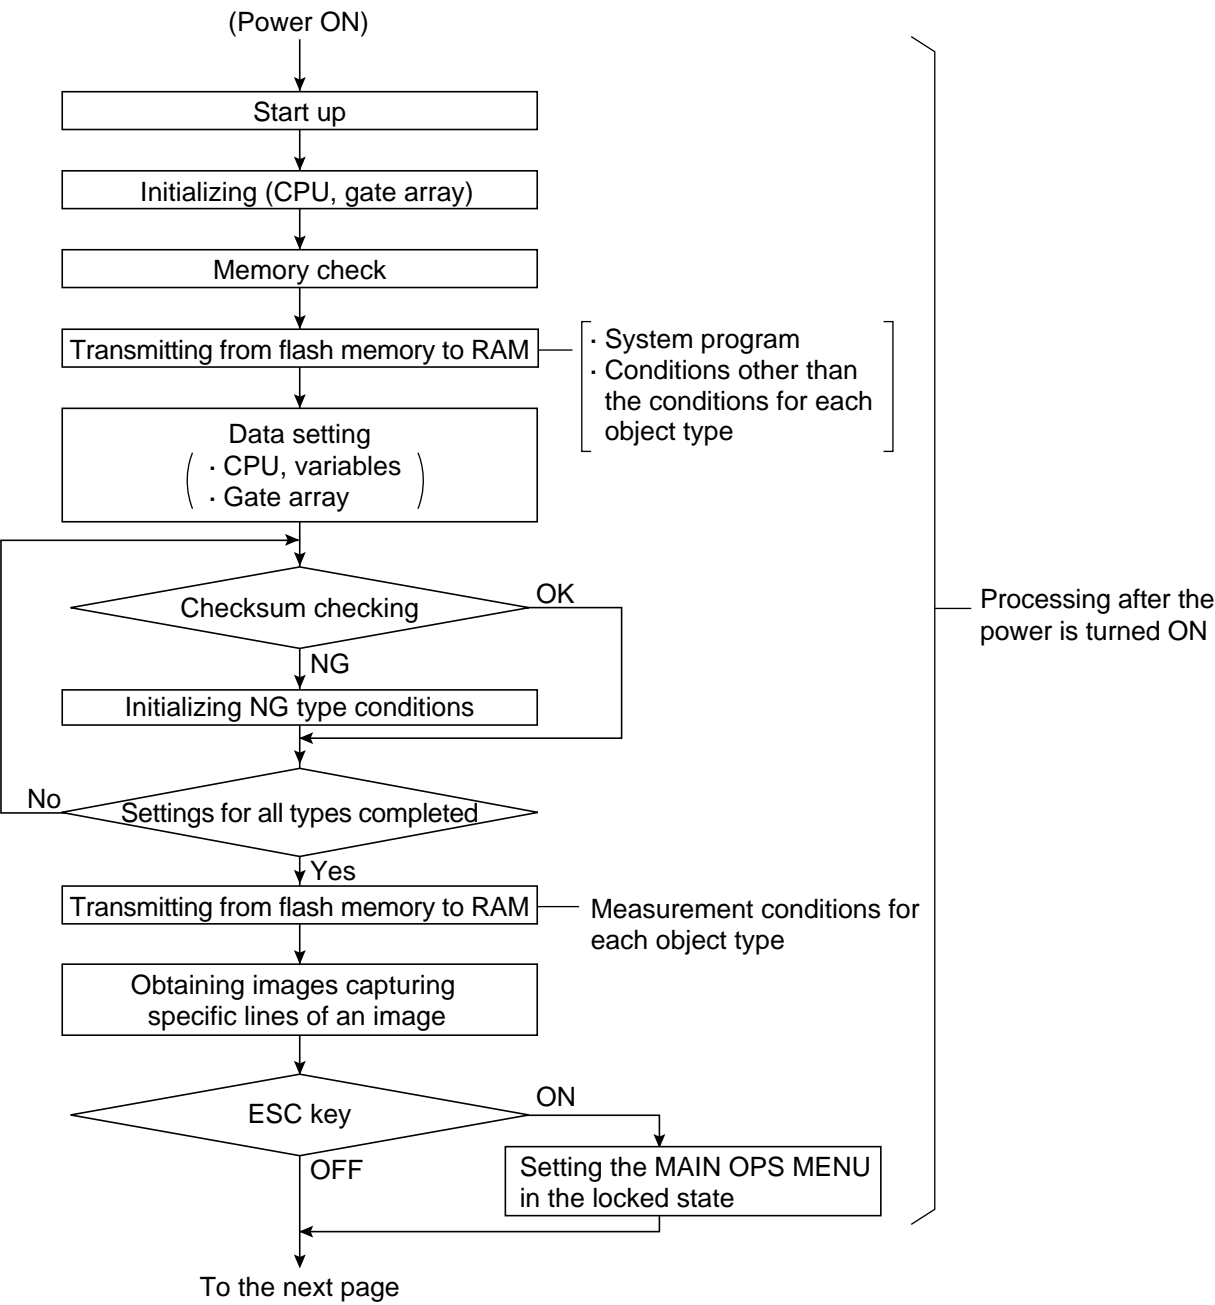 (Power ON)
Start up
Initializing (CPU, gate array)
Memory check
Transmitting from flash memory to RAM
· System program
· Conditions other than
the conditions for each
object type
Data setting
· CPU, variables
· Gate array
Checksum checking
OK
NG
Processing after the
power is turned ON
Initializing NG type conditions
No
Settings for all types completed
Yes
Transmitting from flash memory to RAM
Measurement conditions for
each object type
Obtaining images capturing
specific lines of an image
ESC key
ON
OFF
Setting the MAIN OPS MENU
in the locked state
To the next page